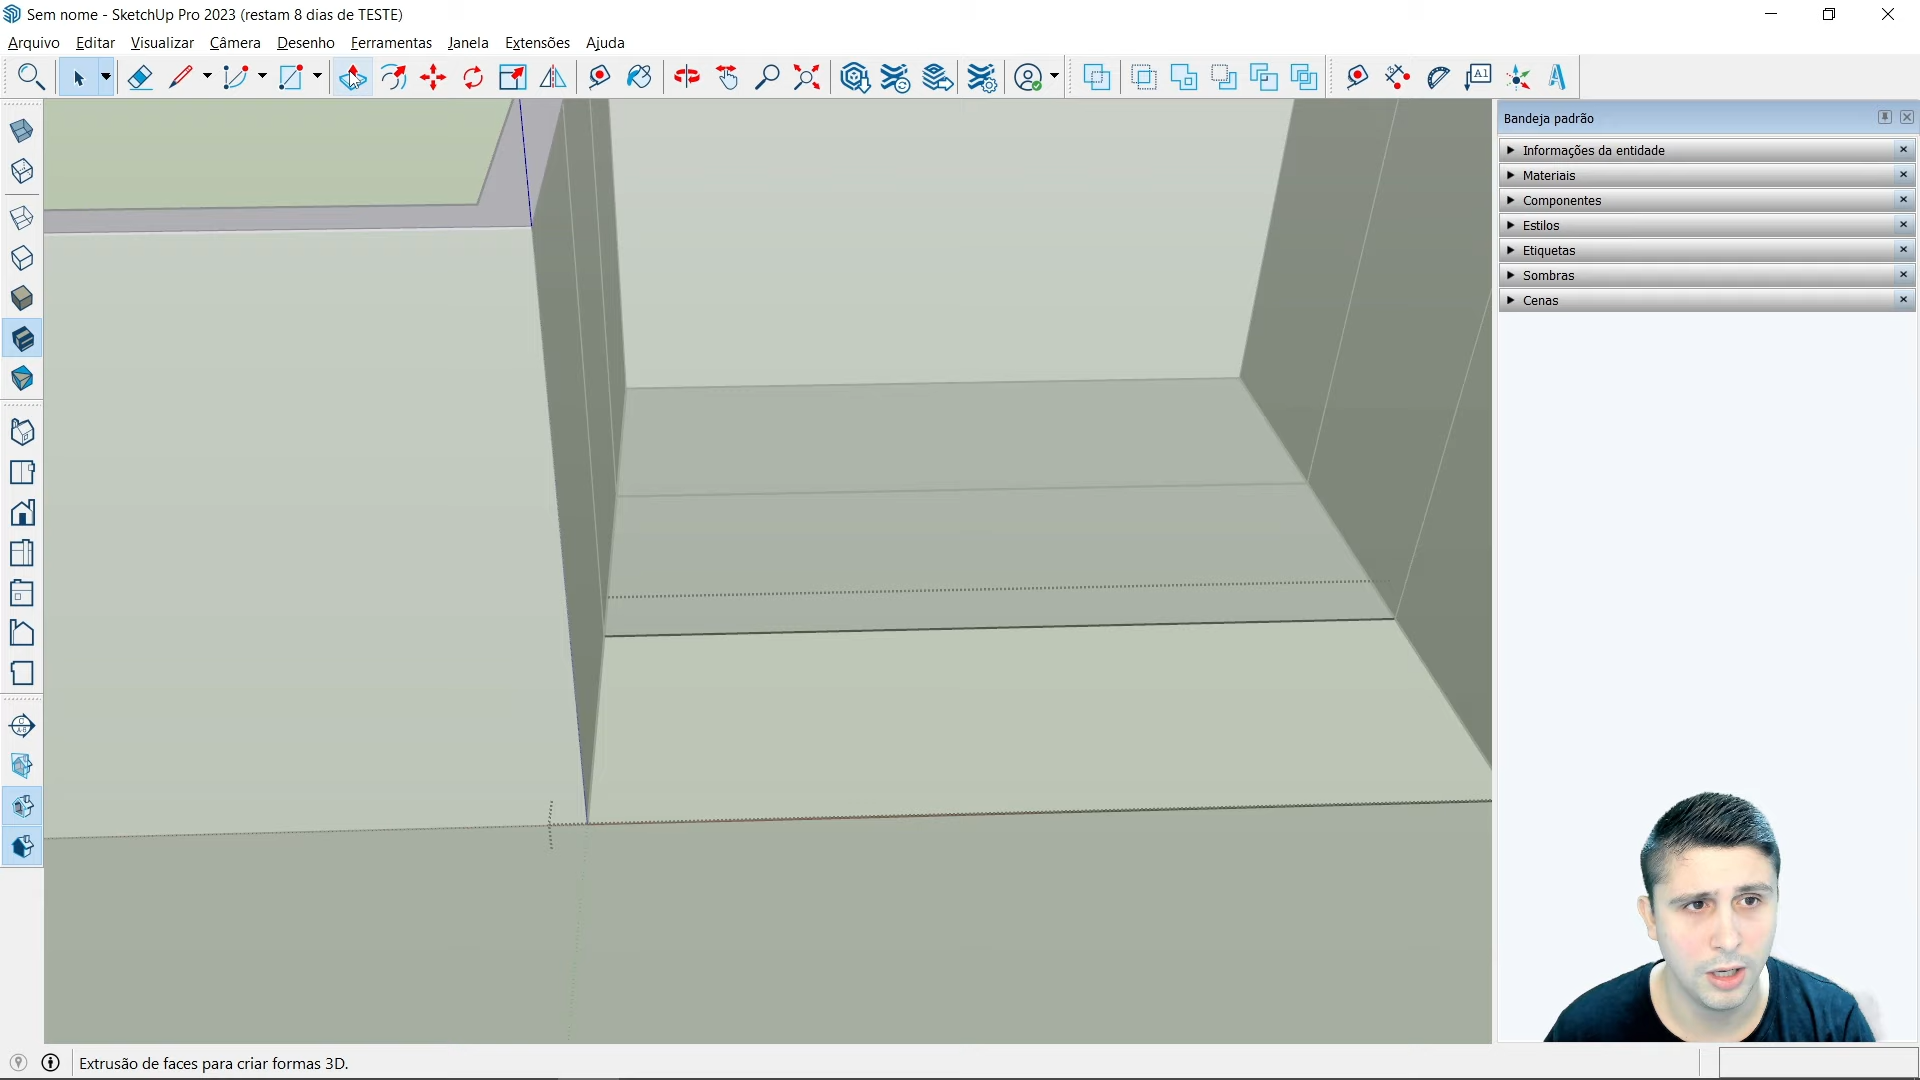 Sem nome - SketchUp Pro 2023 (restam 8 dias de TESTE)
Arquivo Editar Visualizar Câmera Desenho Ferramentas Janela Extensões Ajuda
A1
Bandeja padrão
Informações da entidade
Materiais
Componentes
Estilos
Etiquetas
Sombras
Cenas
Extrusão de faces para criar formas 3D.